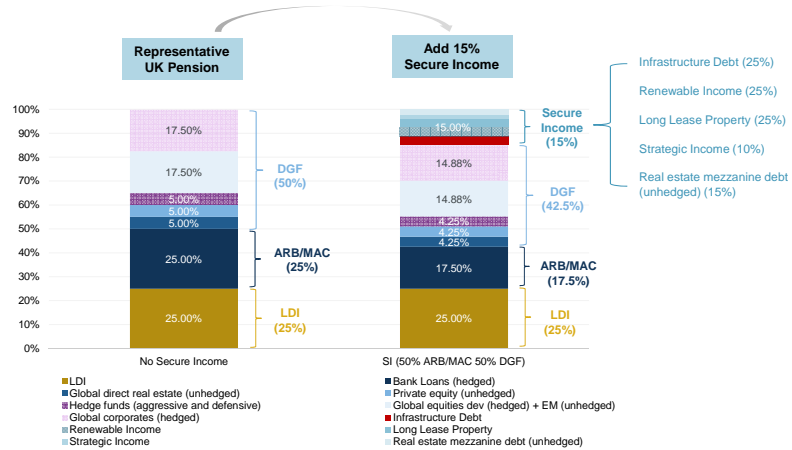 Representative
UK Pension
Add 15%
Secure Income
Infrastructure Debt (25%)
Renewable Income (25%)
Long Lease Property (25%)
Strategic Income (10%)
Real estate mezzanine debt
(unhedged) (15%)
100%
90%
80%
70%
60%
50%
40%
30%
20%
10%
0%
17.50%
17.50%
5.00%
5.00%
5.00%
25.00%
25.00%
DGF
(50%)
ARB/MAC
(25%)
LDI
(25%)
15.00%
14.88%
14.88%
4.25%
4.25%
4.25%
17.50%
25.00%
Secure
Income
(15%)
DGF
(42.5%)
ARB/MAC
(17.5%)
LDI
(25%)
No Secure Income
SI (50% ARB/MAC 50% DGF)
LDI
Bank Loans (hedged)
Global direct real estate (unhedged)
Private equity (unhedged)
Hedge funds (aggressive and defensive)
Global equities dev (hedged) + EM (unhedged)
Global corporates (hedged)
Infrastructure Debt
Renewable Income
Long Lease Property
Strategic Income
Real estate mezzanine debt (unhedged)